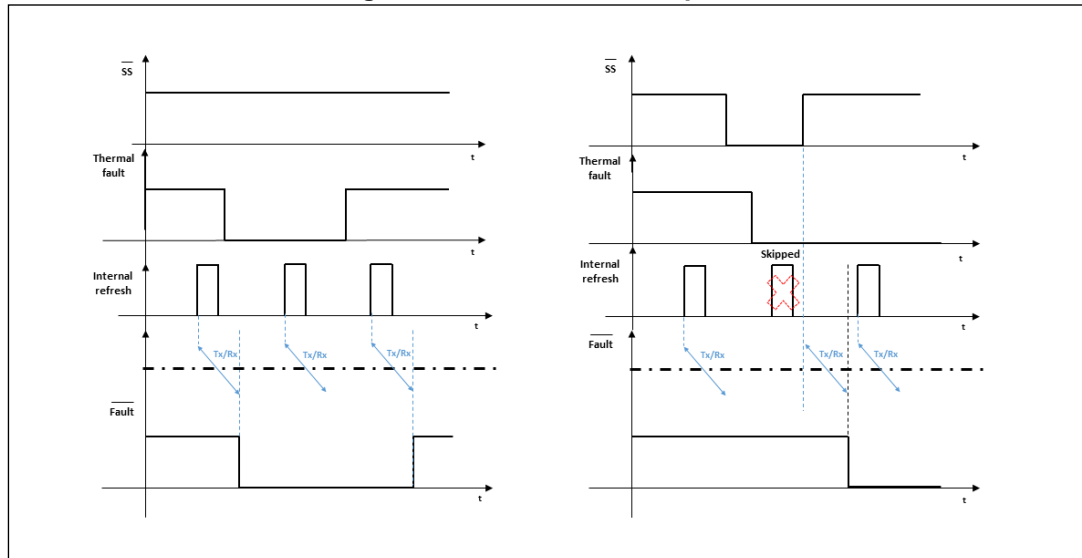 SS
t
Thermal
fault
t
Internal
refresh
t
Tx/Rx
Tx/Rx
Tx/Rx
Fault
t
SS
t
Thermal
fault
t
Skipped
Internal
refresh
t
Fault
Tx/Rx
Tx/Rx
Tx/Rx
t